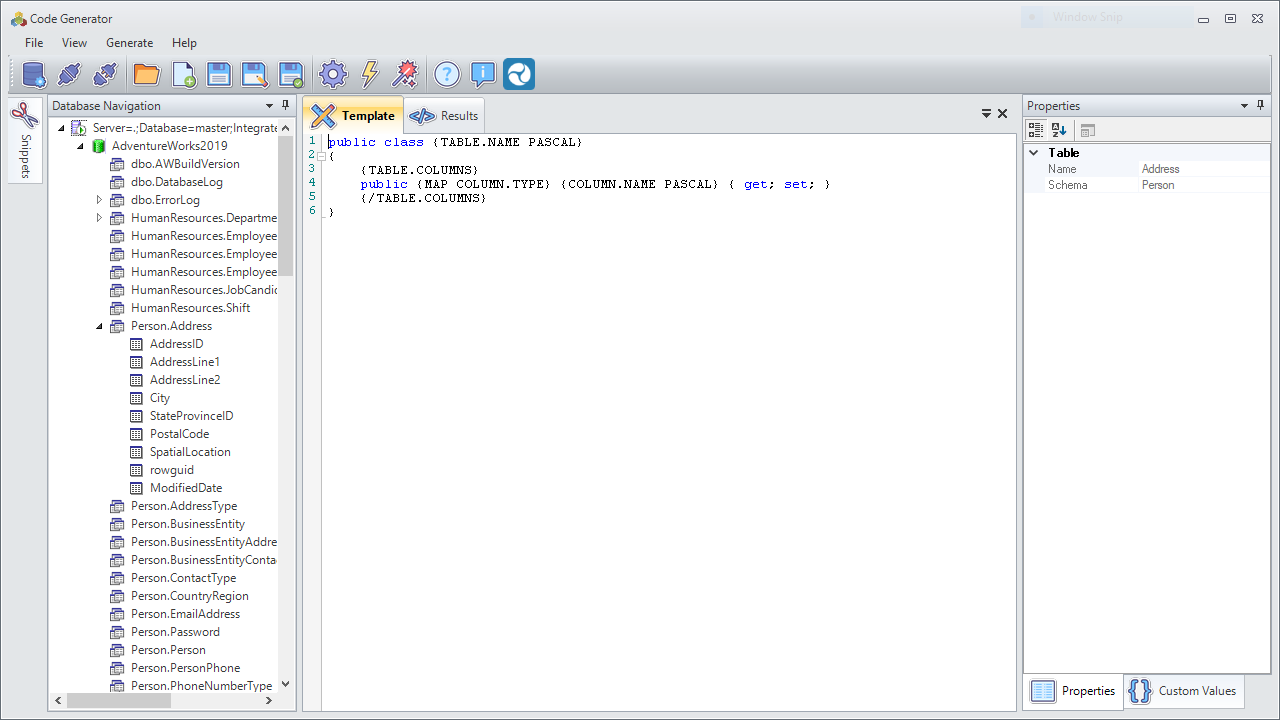 Code Generator
Window Snip
File View Generate Help
Snippets
Database Navigation
Server=.;Database=master;Integrate
AdventureWorks2019
dbo.AWBuildVersion
dbo.DatabaseLog
dbo.ErrorLog
HumanResources.Departme
HumanResources.Employee
HumanResources.Employee
HumanResources.Employee
HumanResources.JobCandid
HumanResources.Shift
Person.Address
AddressID
AddressLine1
AddressLine2
City
StateProvinceID
PostalCode
SpatialLocation
rowguid
ModifiedDate
Person.AddressType
Person.BusinessEntity
Person.BusinessEntityAddre
Person.BusinessEntityConta
Person.ContactType
Person.CountryRegion
Person.EmailAddress
Person.Password
Person.Person
Person.PersonPhone
Person.PhoneNumberType
Template Results
1 public class {TABLE.NAME PASCAL}
2 {
3 {TABLE.COLUMNS}
4 public {MAP COLUMN.TYPE} {COLUMN.NAME PASCAL} { get; set; }
5 {/TABLE.COLUMNS}
6 }
Properties
Table
Name Address
Schema Person
Properties Custom Values